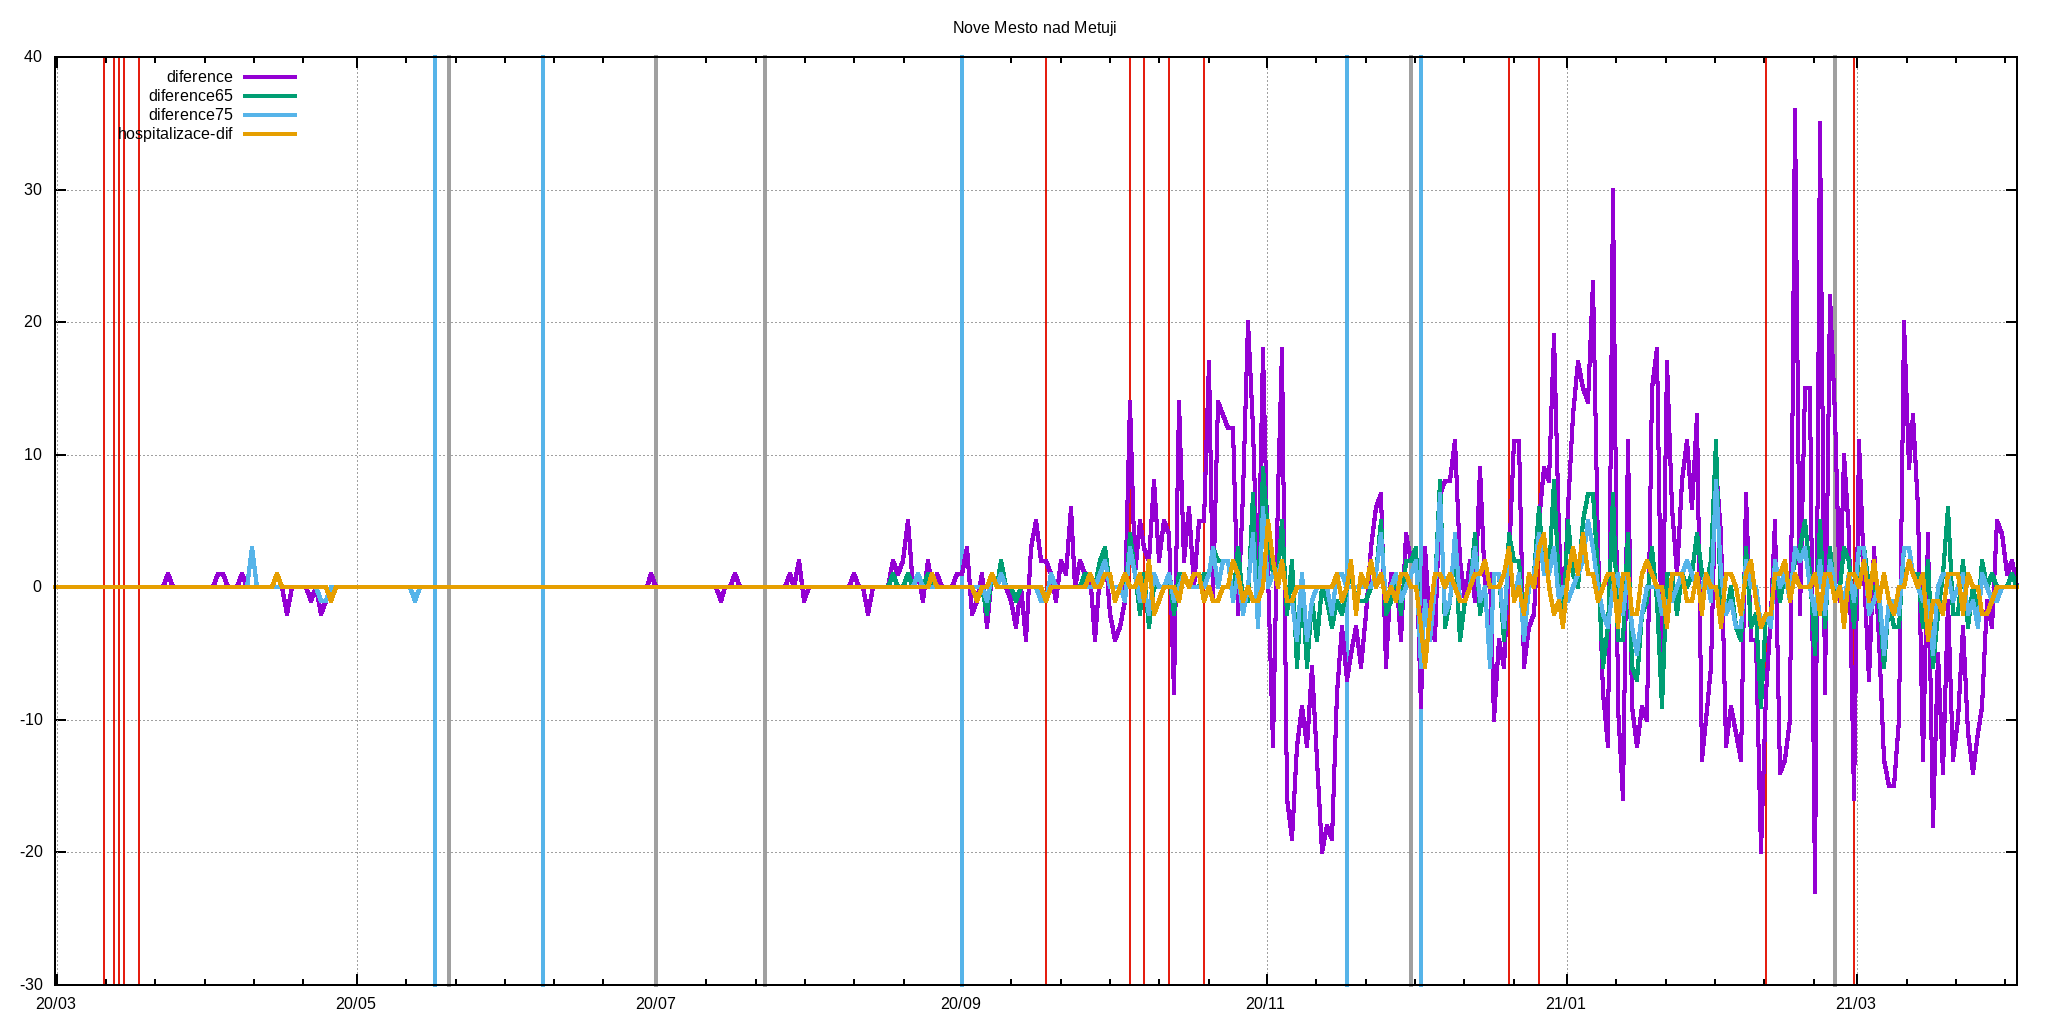 Nove Mesto nad Metuji
40
30
20
10
0
-10
-20
-30
diference
diference65
diference75
hospitalizace-dif
20/03 20/05 20/07 20/09 20/11 21/01 21/03